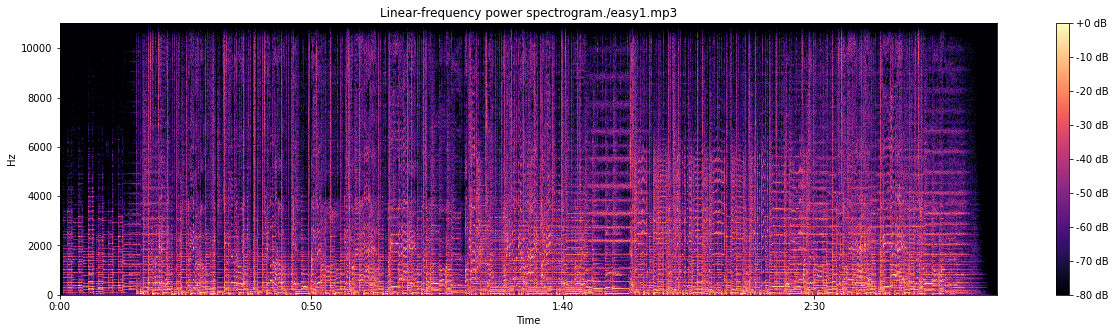 Linear-frequency power spectrogram./easy1.mp3
10000
8000
6000
4000
2000
0
Hz
0:00
0:50
1:40
2:30
Time
+0 dB
-10 dB
-20 dB
-30 dB
-40 dB
-50 dB
-60 dB
-70 dB
-80 dB